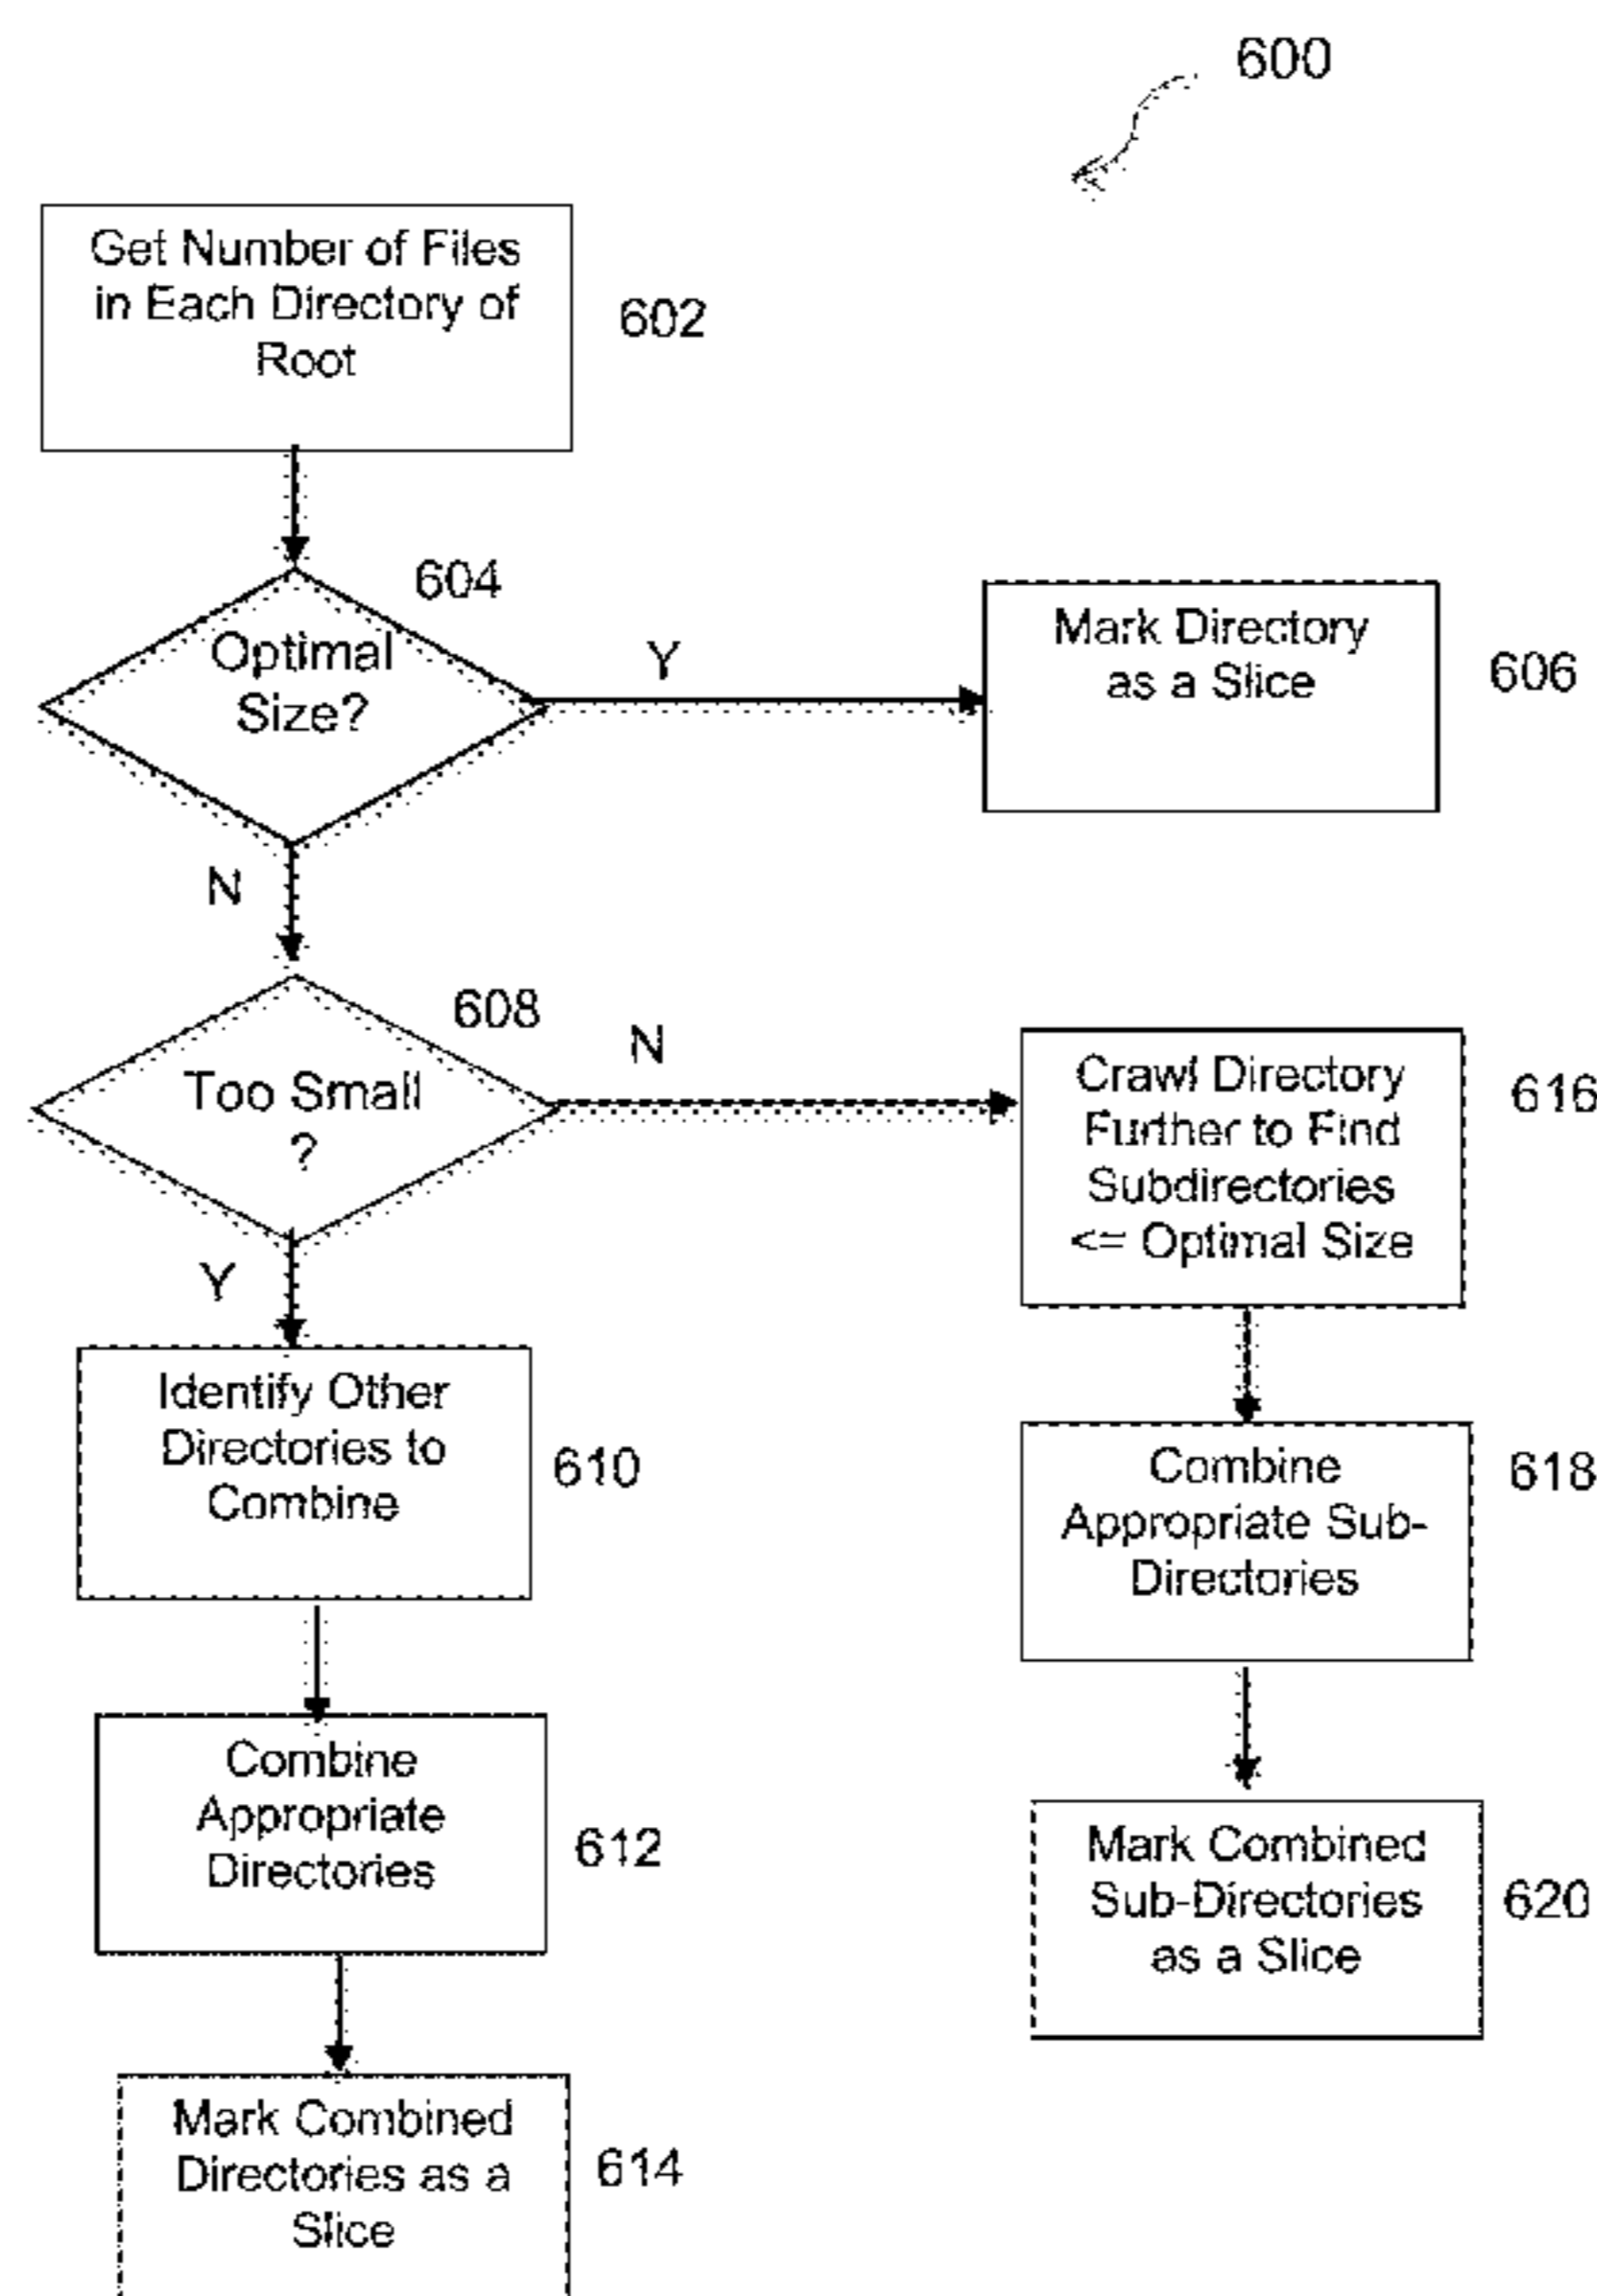 600
Get Number of Files
in Each Directory of
Root
602
604
Optimal
Size?
Y
Mark Directory
as a Slice
606
N
608
Too Small
?
N
Crawl Directory
Further to Find
Subdirectories
<= Optimal Size
616
Y
Identify Other
Directories to
Combine
610
Combine
Appropriate Sub-
Directories
618
Combine
Appropriate
Directories
612
Mark Combined
Sub-Directories
as a Slice
620
Mark Combined
Directories as a
Slice
614